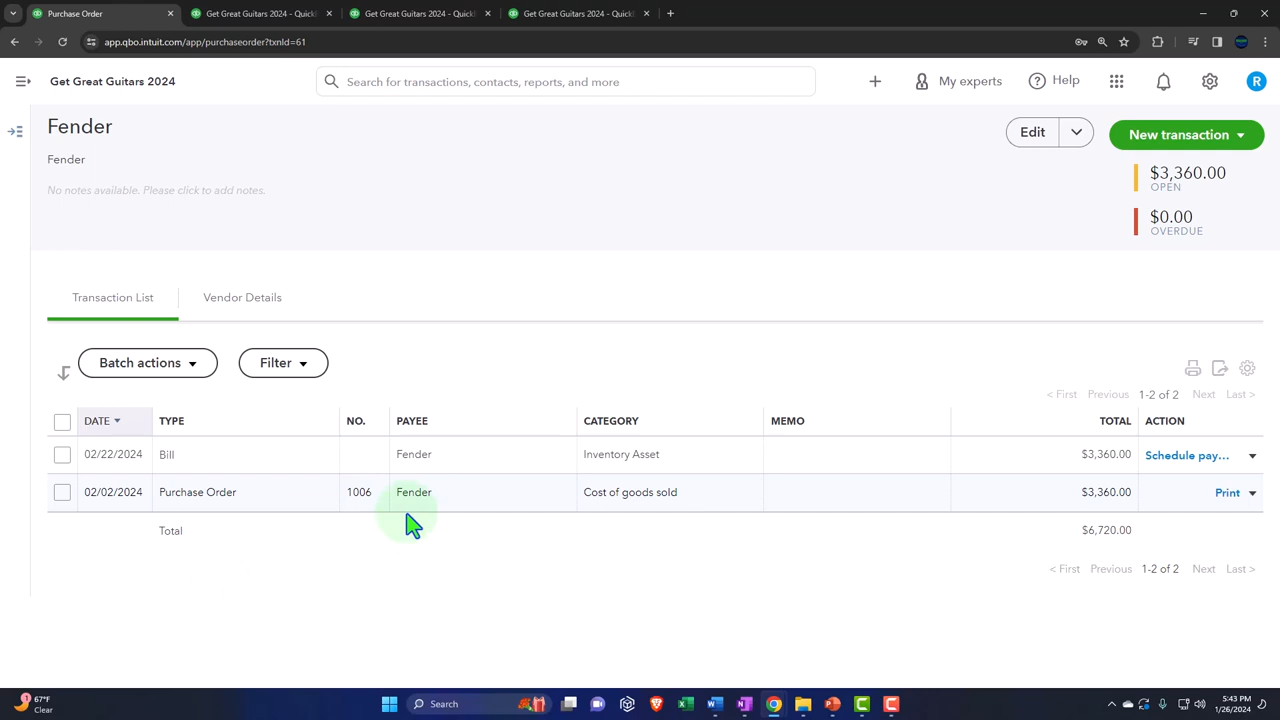 Purchase Order
Get Great Guitars 2024 - Quick
Get Great Guitars 2024 - Quick
Get Great Guitars 2024 - Quick
app.qbo.intuit.com/app/purchaseorder?txnId=61
Get Great Guitars 2024
Search for transactions, contacts, reports, and more
My experts
Help
R
Fender
Edit
New transaction
Fender
No notes available. Please click to add notes.
$3,360.00
OPEN
$0.00
OVERDUE
Transaction List
Vendor Details
Batch actions
Filter
< First Previous 1-2 of 2 Next Last >
DATE TYPE NO. PAYEE CATEGORY MEMO TOTAL ACTION
02/22/2024 Bill Fender Inventory Asset $3,360.00 Schedule pay...
02/02/2024 Purchase Order 1006 Fender Cost of goods sold $3,360.00 Print
Total $6,720.00
< First Previous 1-2 of 2 Next Last >
1
67°F
Clear
Search
5:43 PM
1/26/2024